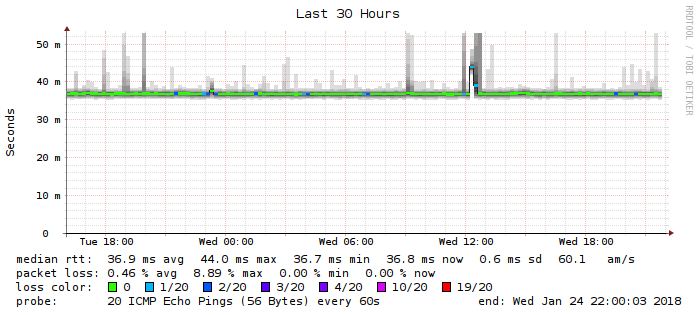 Last 30 Hours
RRDTOOL / TOBI OETIKER
Seconds
50 m
40 m
30 m
20 m
10 m
0
Tue 18:00 Wed 00:00 Wed 06:00 Wed 12:00 Wed 18:00
median rtt: 36.9 ms avg 44.0 ms max 36.7 ms min 36.8 ms now 0.6 ms sd 60.1 am/s
packet loss: 0.46 % avg 8.89 % max 0.00 % min 0.00 % now
loss color: 0 1/20 2/20 3/20 4/20 10/20 19/20
probe: 20 ICMP Echo Pings (56 Bytes) every 60s end: Wed Jan 24 22:00:03 2018